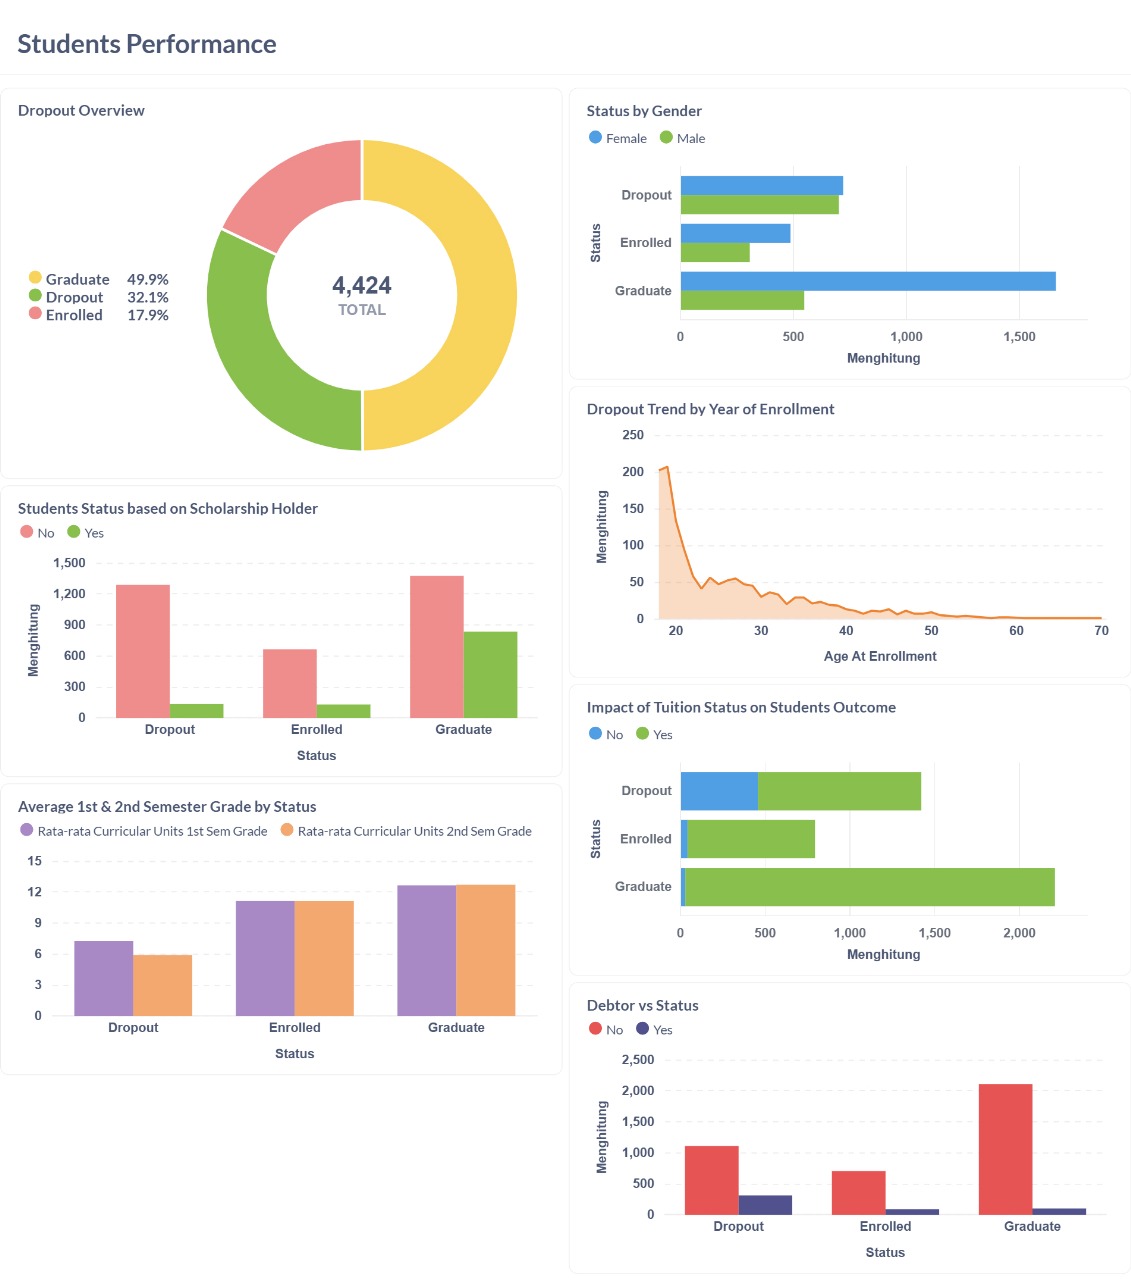 Students Performance
Dropout Overview
Graduate 49.9%
Dropout 32.1%
Enrolled 17.9%
4,424
TOTAL
Status by Gender
Female Male
Status
Dropout
Enrolled
Graduate
0 500 1,000 1,500
Menghitung
Dropout Trend by Year of Enrollment
Menghitung
250
200
150
100
50
0
20 30 40 50 60 70
Age At Enrollment
Students Status based on Scholarship Holder
No Yes
Menghitung
1,500
1,200
900
600
300
0
Dropout Enrolled Graduate
Status
Impact of Tuition Status on Students Outcome
No Yes
Status
Dropout
Enrolled
Graduate
0 500 1,000 1,500 2,000
Menghitung
Average 1st & 2nd Semester Grade by Status
Rata-rata Curricular Units 1st Sem Grade Rata-rata Curricular Units 2nd Sem Grade
15
12
9
6
3
0
Dropout Enrolled Graduate
Status
Debtor vs Status
No Yes
Menghitung
2,500
2,000
1,500
1,000
500
0
Dropout Enrolled Graduate
Status